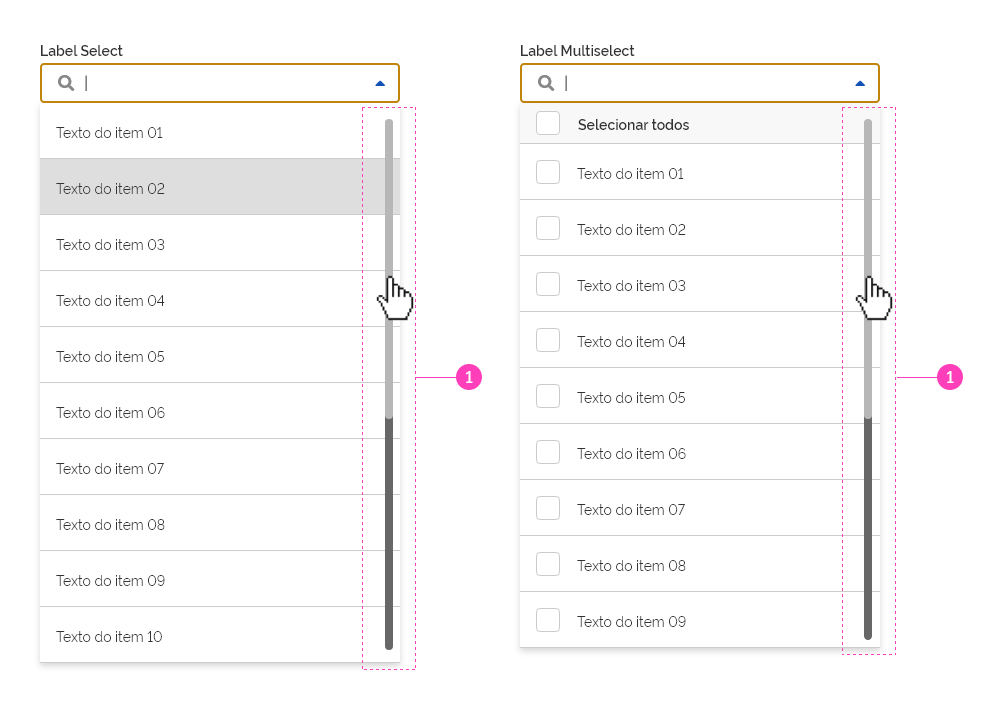 Label Select
Texto do item 01
Texto do item 02
Texto do item 03
Texto do item 04
Texto do item 05
Texto do item 06
Texto do item 07
Texto do item 08
Texto do item 09
Texto do item 10
1
Label Multiselect
Selecionar todos
Texto do item 01
Texto do item 02
Texto do item 03
Texto do item 04
Texto do item 05
Texto do item 06
Texto do item 07
Texto do item 08
Texto do item 09
1